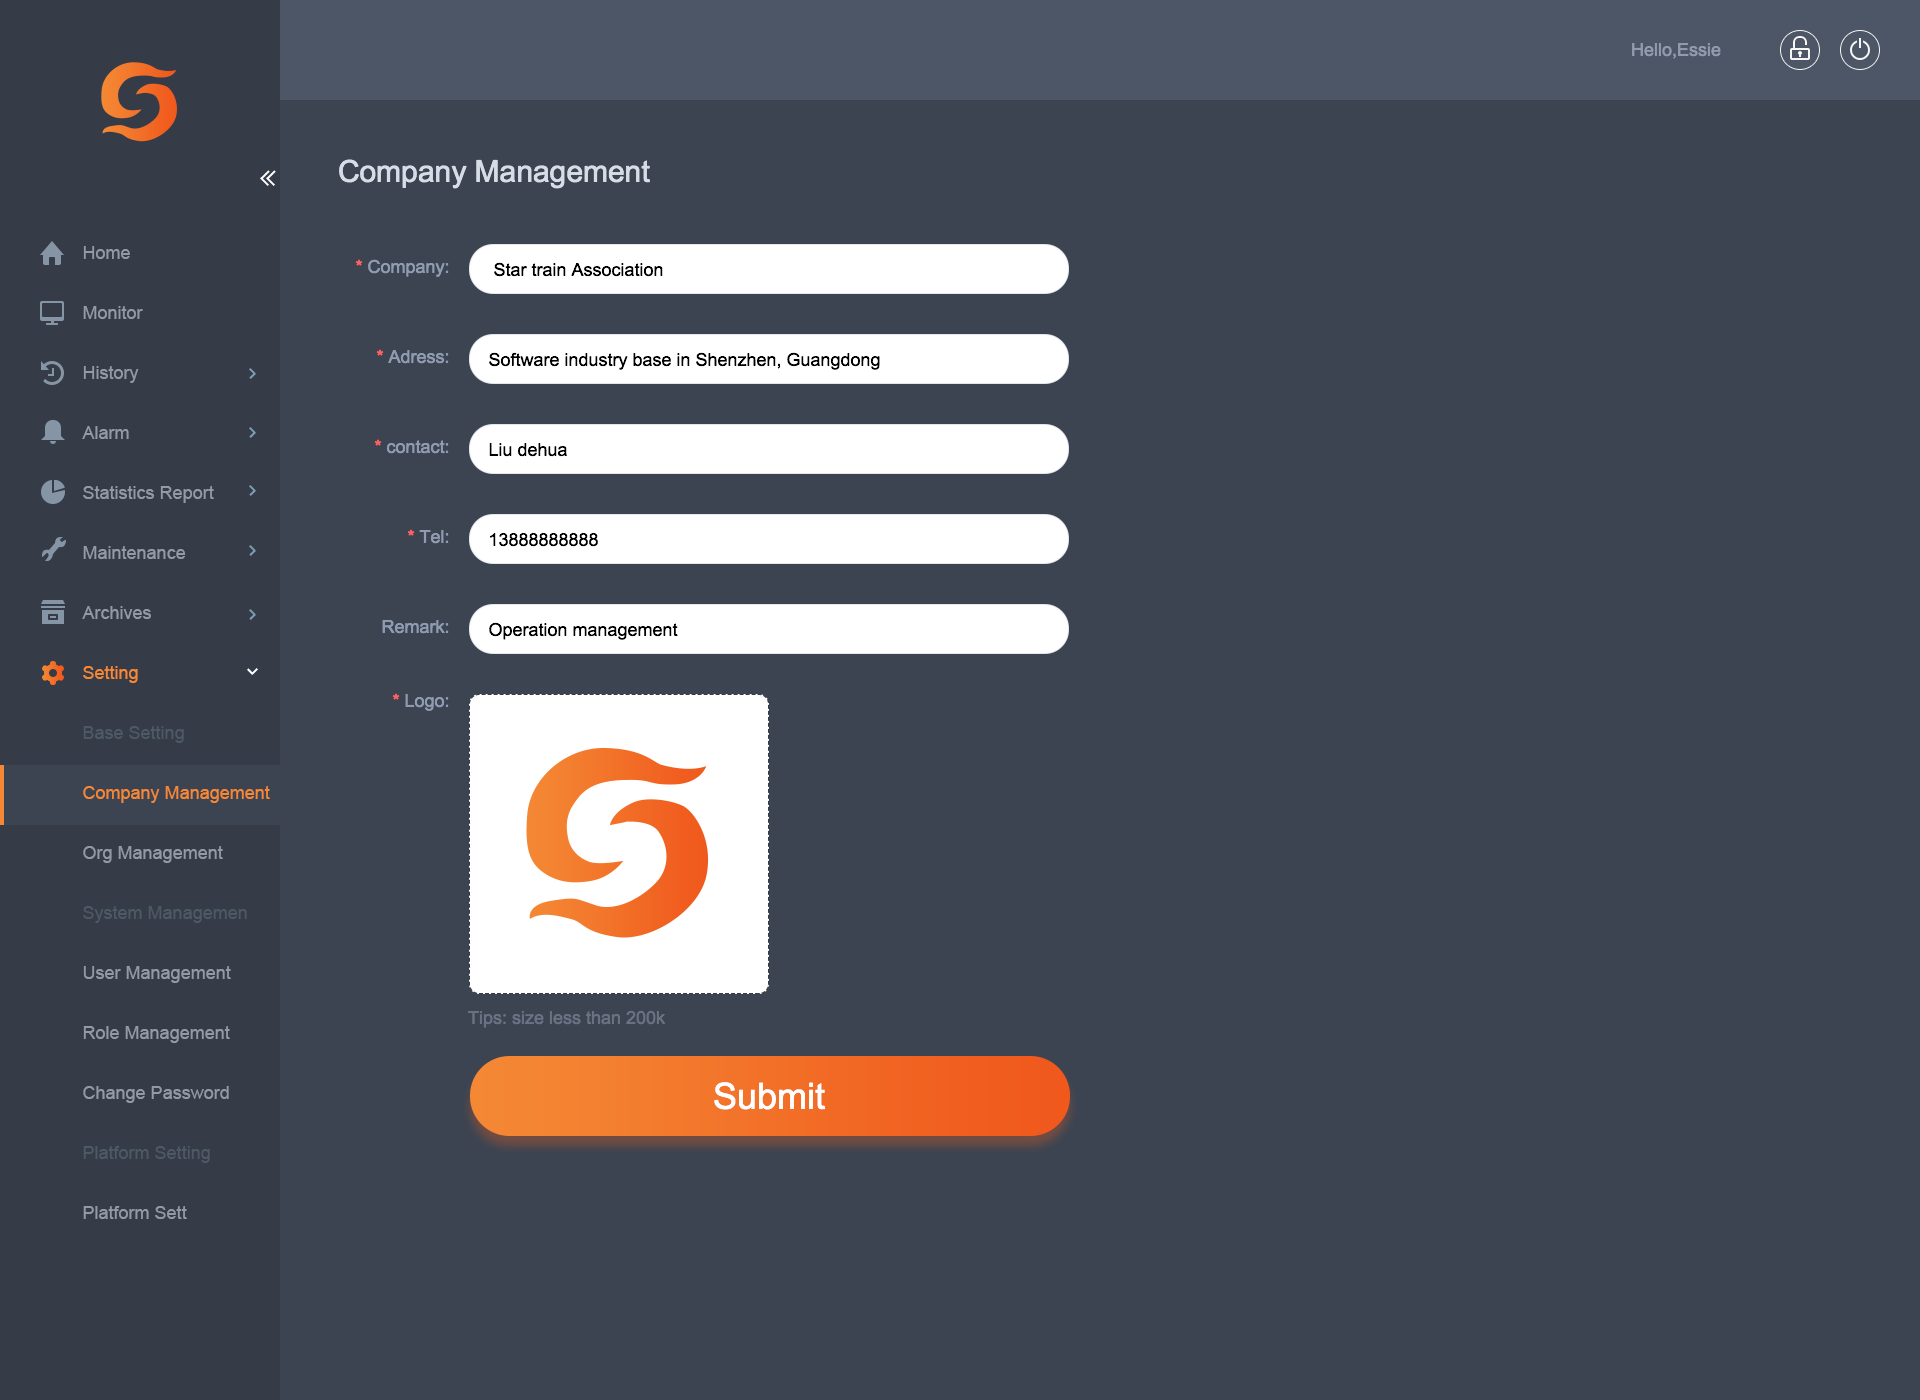 Hello,Essie
Home
Monitor
History
Alarm
Statistics Report
Maintenance
Archives
Setting
Base Setting
Company Management
Org Management
System Managemen
User Management
Role Management
Change Password
Platform Setting
Platform Sett
Company Management
* Company: Star train Association
* Adress: Software industry base in Shenzhen, Guangdong
* contact: Liu dehua
* Tel: 13888888888
Remark: Operation management
* Logo:
Tips: size less than 200k
Submit